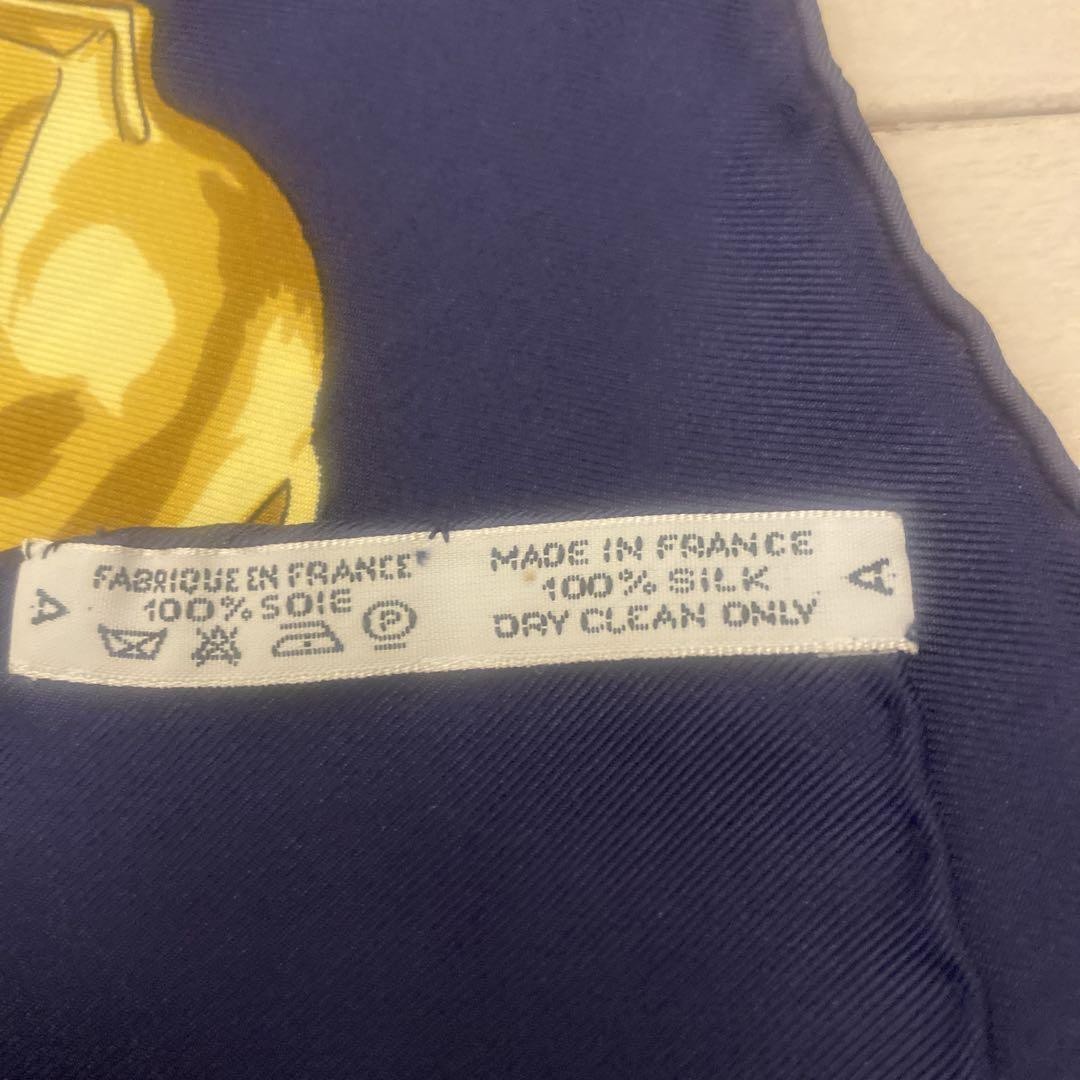 A
FABRIQUE EN FRANCE
100% SOIE
P
MADE IN FRANCE
100% SILK
DRY CLEAN ONLY
A